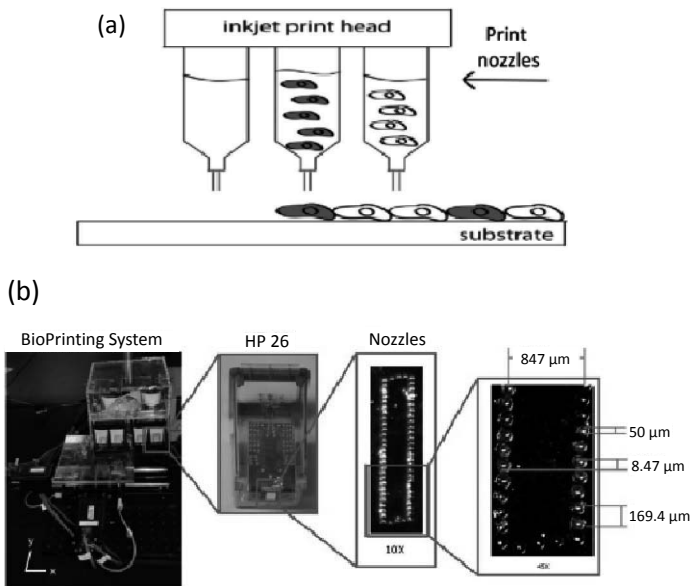 (a)
inkjet print head
Print
nozzles
substrate
(b)
BioPrinting System
HP 26
Nozzles
847 µm
50 µm
8.47 µm
169.4 µm
y
x
10X